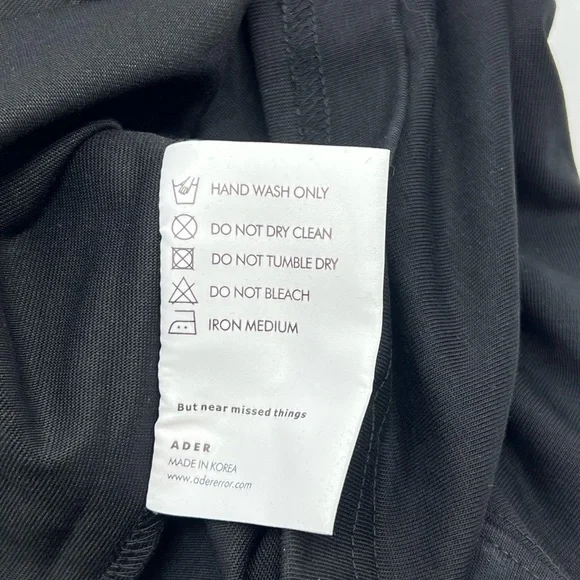 HAND WASH ONLY
DO NOT DRY CLEAN
DO NOT TUMBLE DRY
DO NOT BLEACH
IRON MEDIUM
But near missed things
ADER
MADE IN KOREA
www.adererror.com